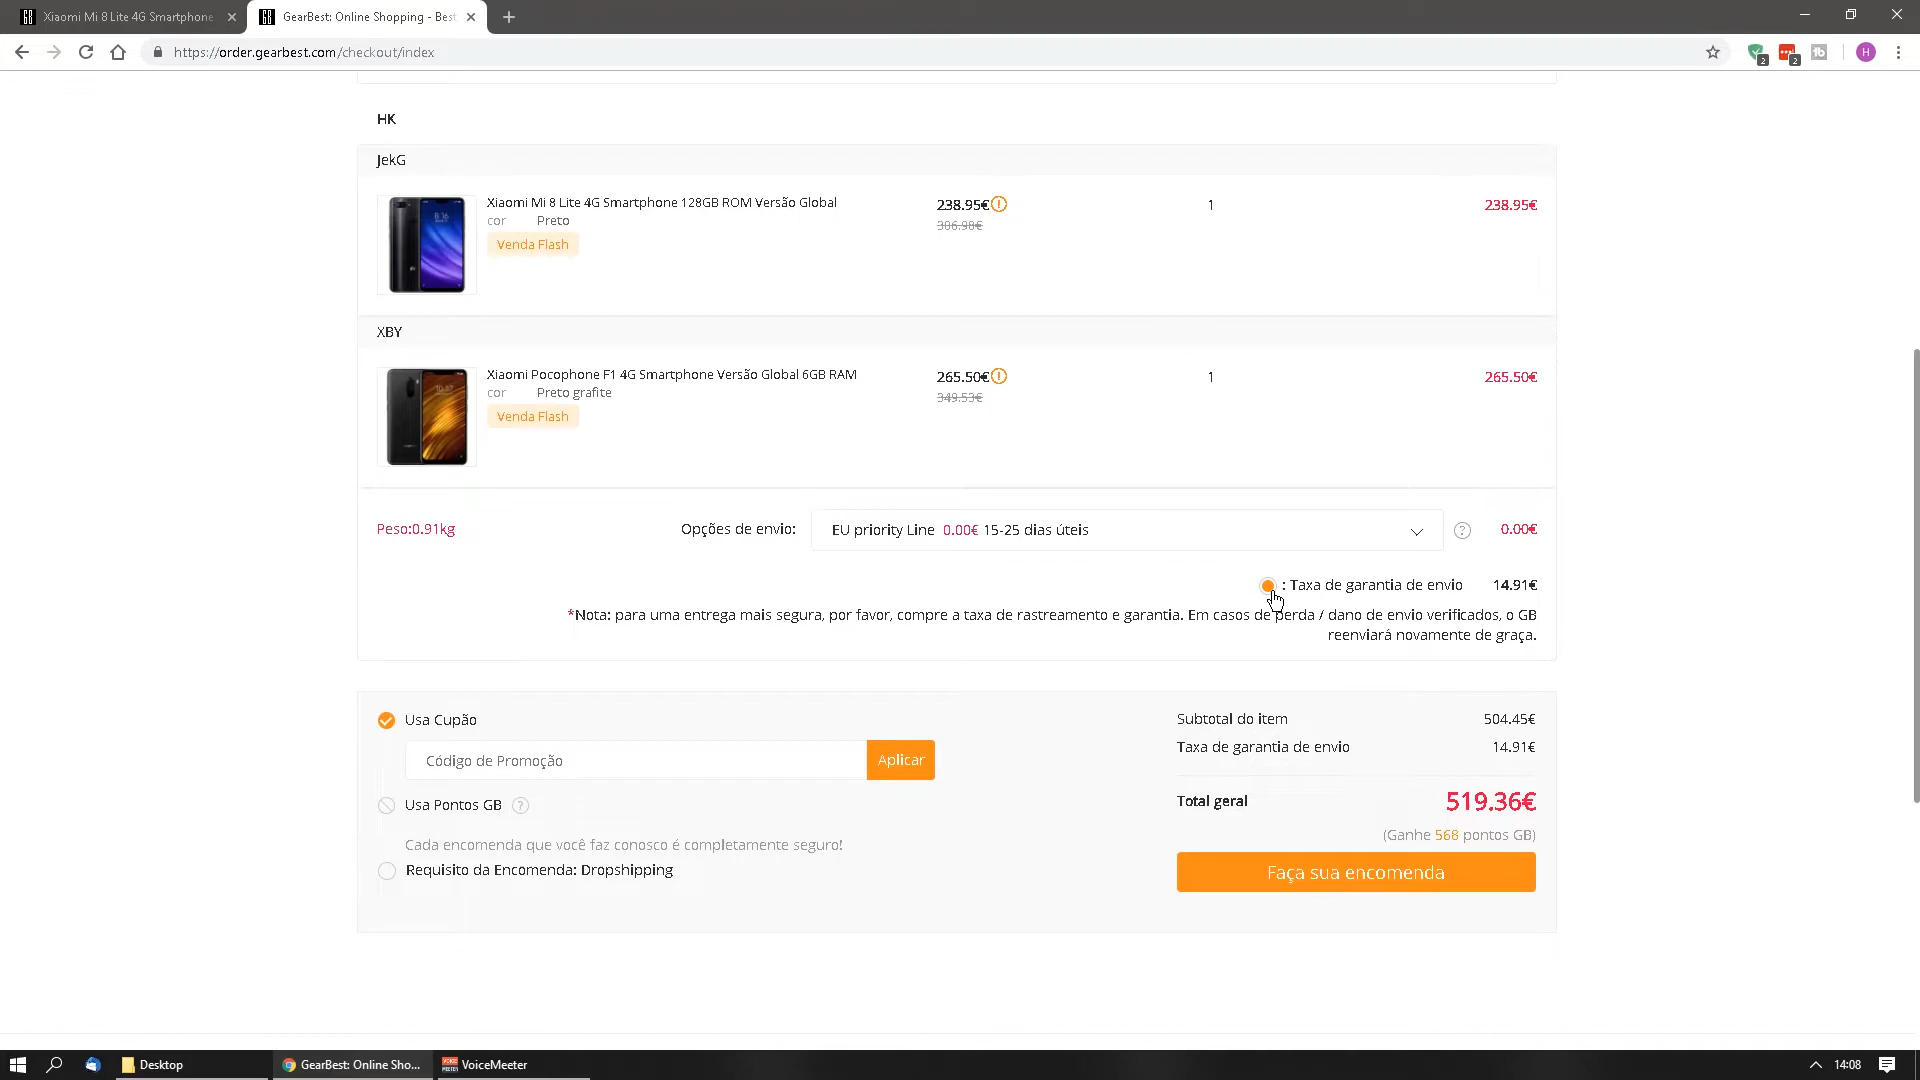 Xiaomi Mi 8 Lite 4G Smartphone
GearBest: Online Shopping - Best
https://order.gearbest.com/checkout/index
2
2
H
HK
JekG
Xiaomi Mi 8 Lite 4G Smartphone 128GB ROM Versão Global
cor Preto
Venda Flash
238.95€
306.98€
1
238.95€
XBY
Xiaomi Pocophone F1 4G Smartphone Versão Global 6GB RAM
cor Preto grafite
Venda Flash
265.50€
349.53€
1
265.50€
Peso:0.91kg
Opções de envio:
EU priority Line 0.00€ 15-25 dias úteis
?
0.00€
: Taxa de garantia de envio 14.91€
*Nota: para uma entrega mais segura, por favor, compre a taxa de rastreamento e garantia. Em casos de perda / dano de envio verificados, o GB
reenviará novamente de graça.
Usa Cupão
Código de Promoção
Aplicar
Usa Pontos GB ?
Cada encomenda que você faz conosco é completamente seguro!
Requisito da Encomenda: Dropshipping
Subtotal do item 504.45€
Taxa de garantia de envio 14.91€
Total geral 519.36€
(Ganhe 568 pontos GB)
Faça sua encomenda
Desktop
GearBest: Online Sho...
VoiceMeeter
14:08